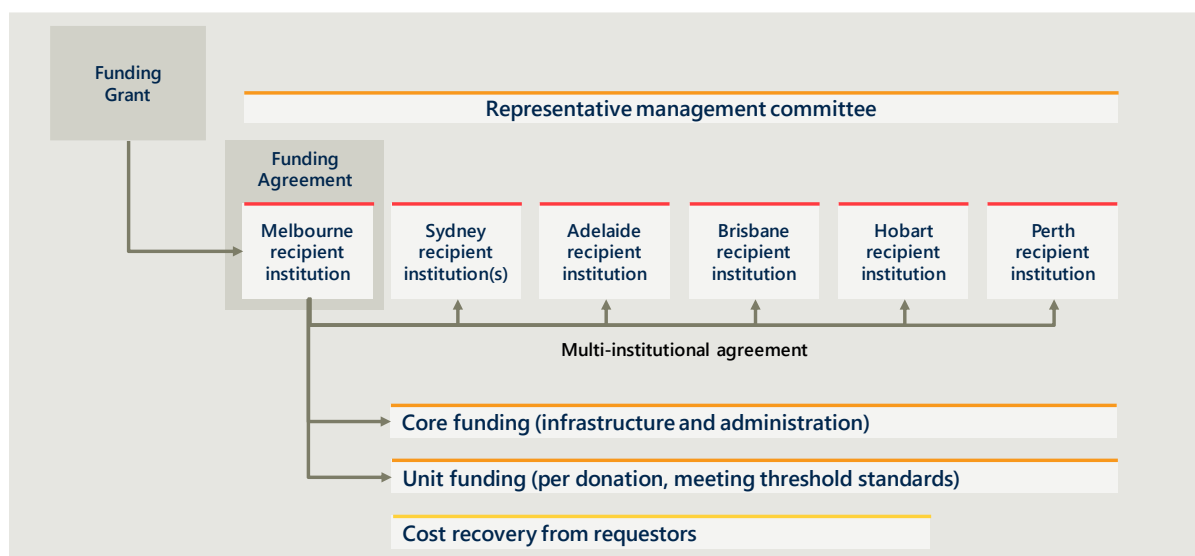 Funding
Grant
Representative management committee
Funding
Agreement
Melbourne
recipient
institution
Sydney
recipient
institution(s)
Adelaide
recipient
institution
Brisbane
recipient
institution
Hobart
recipient
institution
Perth
recipient
institution
Multi-institutional agreement
Core funding (infrastructure and administration)
Unit funding (per donation, meeting threshold standards)
Cost recovery from requestors